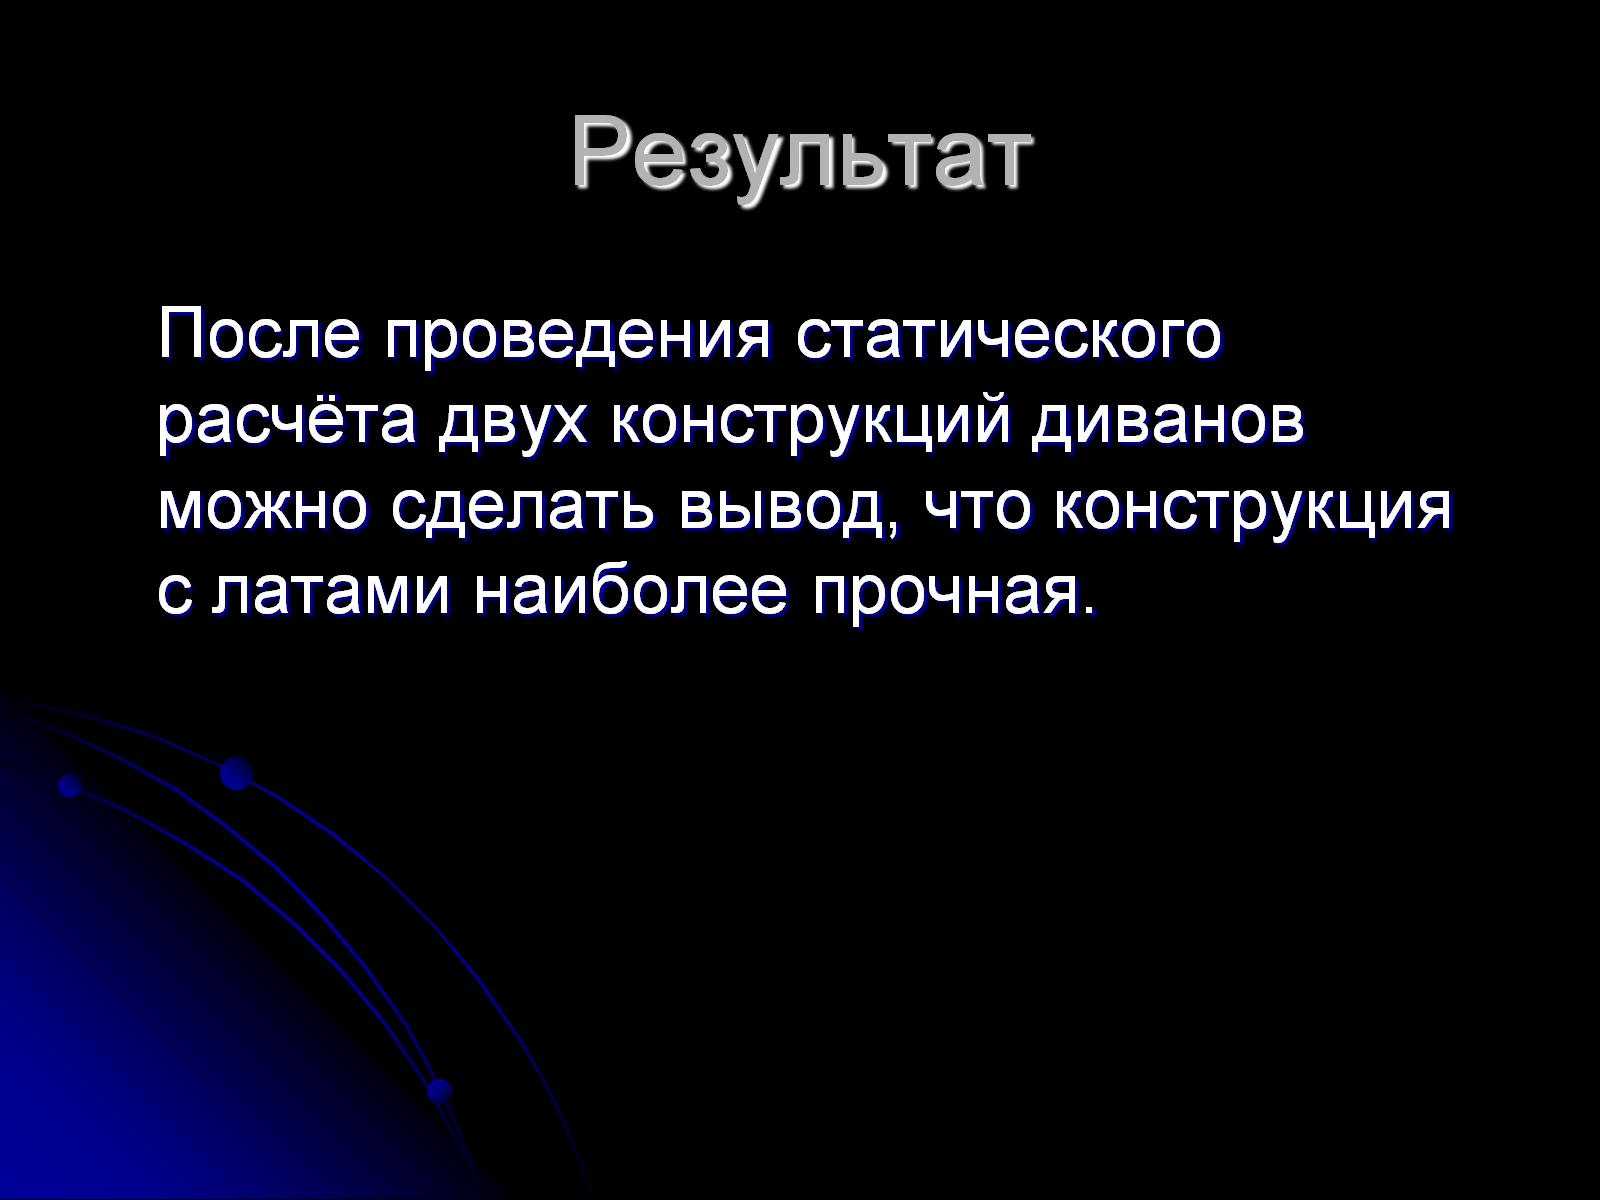 Результат
После проведения статического
расчёта двух конструкций диванов
можно сделать вывод, что конструкция
с латами наиболее прочная.